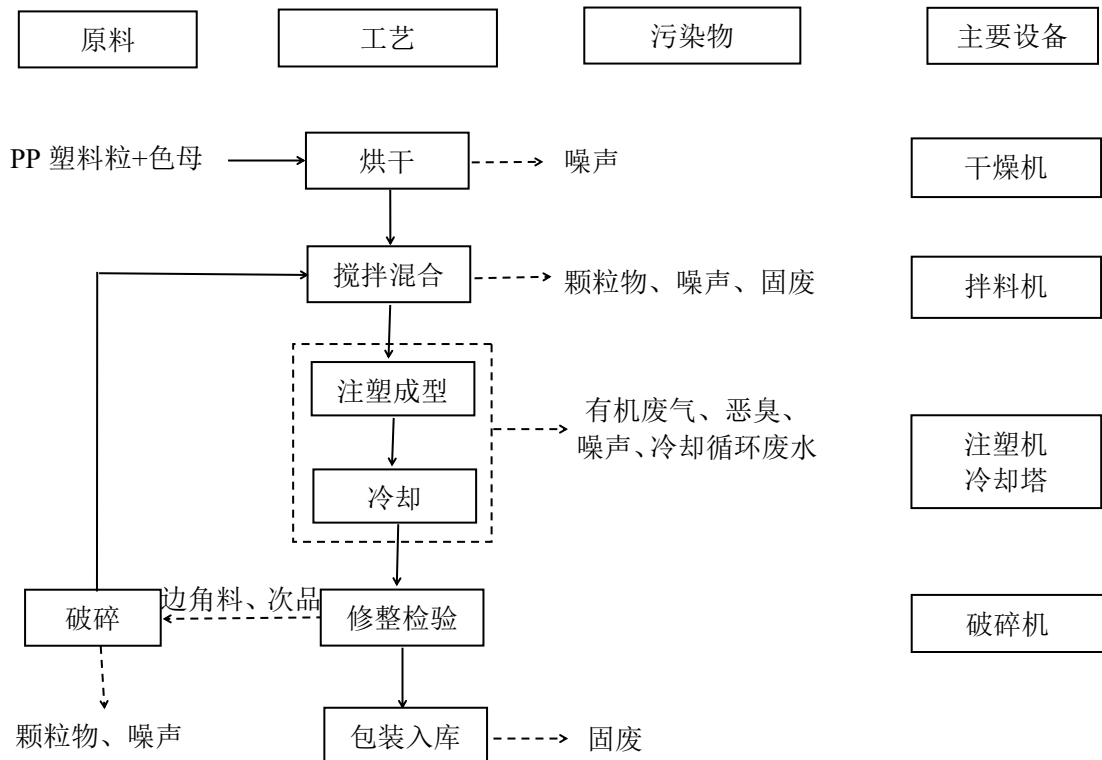 原料
工艺
污染物
主要设备
PP 塑料粒+色母
烘干
噪声
干燥机
搅拌混合
颗粒物、噪声、固废
拌料机
注塑成型
有机废气、恶臭、
噪声、冷却循环废水
注塑机
冷却塔
冷却
破碎
边角料、次品
修整检验
破碎机
颗粒物、噪声
包装入库
固废